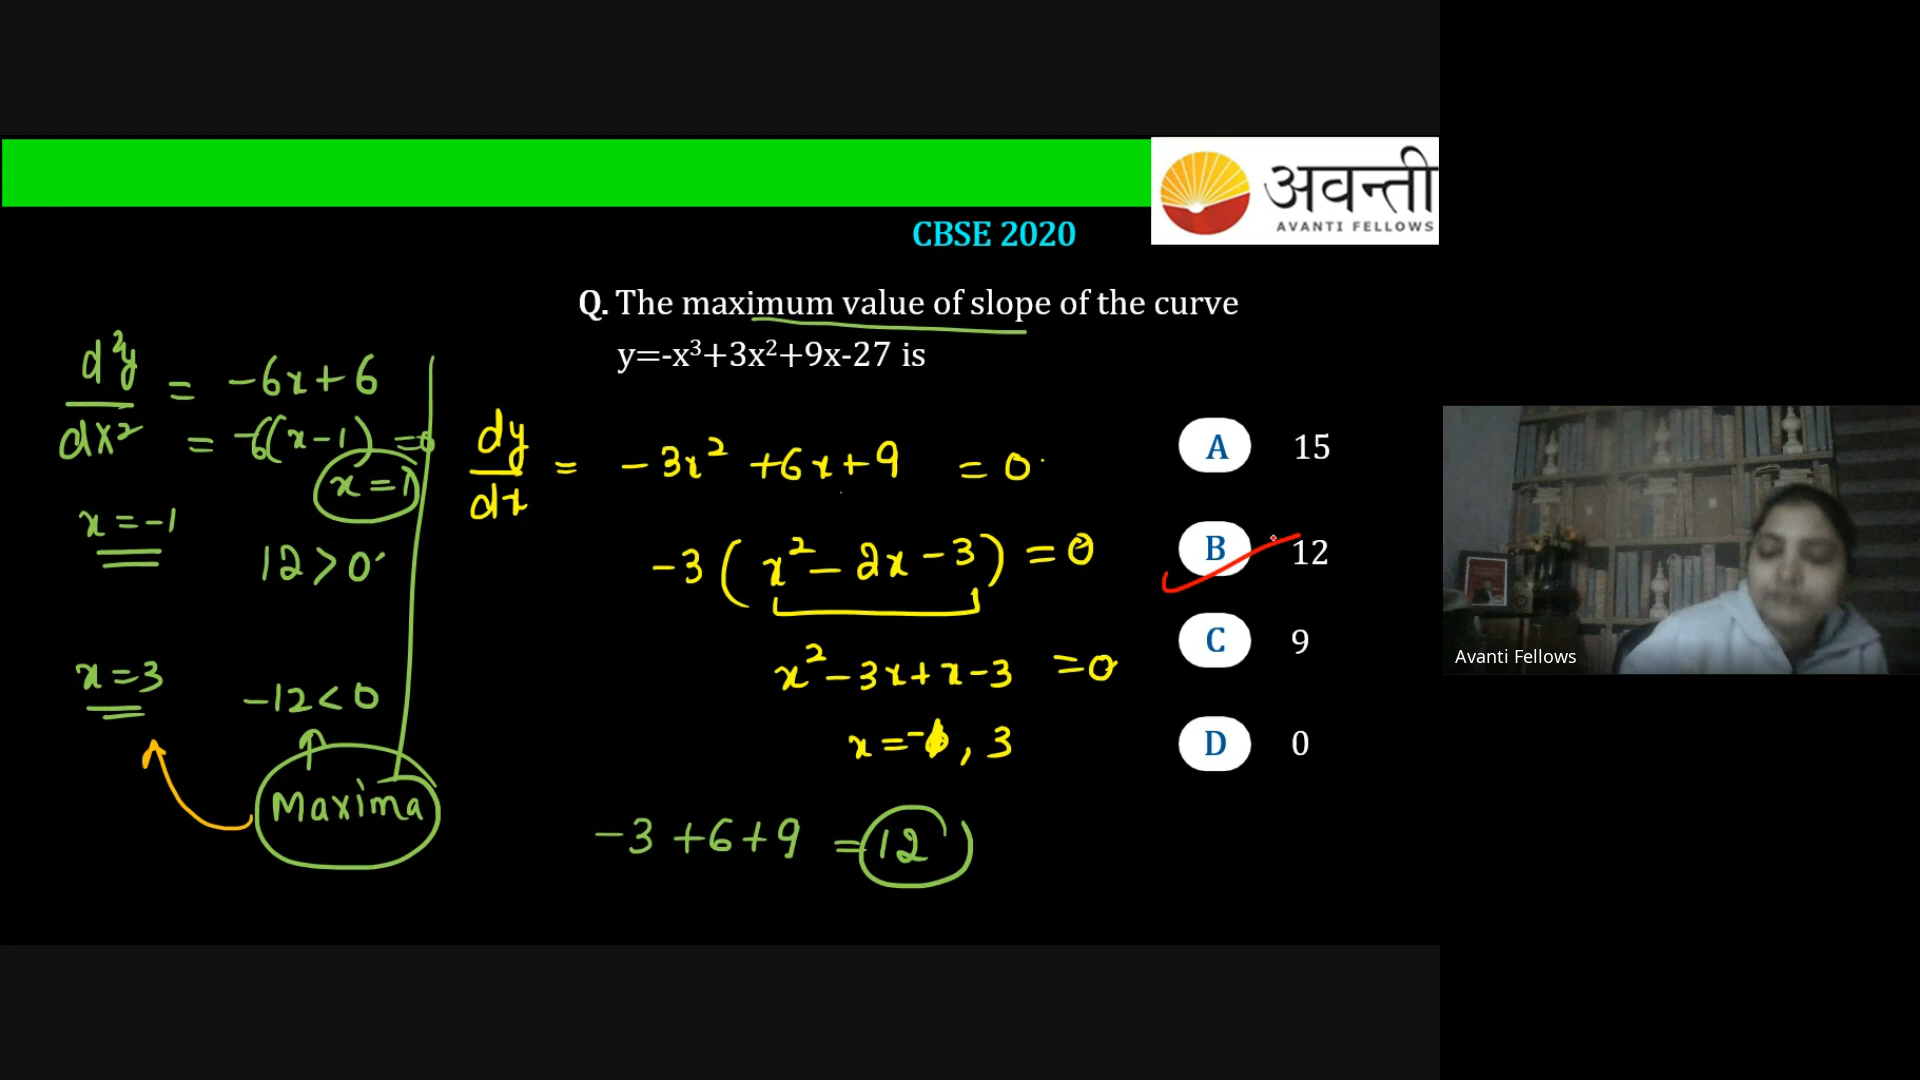 अवन्ती
AVANTI FELLOWS
CBSE 2020
Q. The maximum value of slope of the curve
y=-x³+3x²+9x-27 is
d²y/dx² = -6x+6
= -6(x-1) =0
x=1
x=-1
12>0
x=3
-12<0
Maxima
dy/dx = -3x² +6x+9 =0
-3(x²-2x-3)=0
x²-3x+x-3 =0
x=-1, 3
-3+6+9 =12
A 15
B 12
C 9
D 0
Avanti Fellows